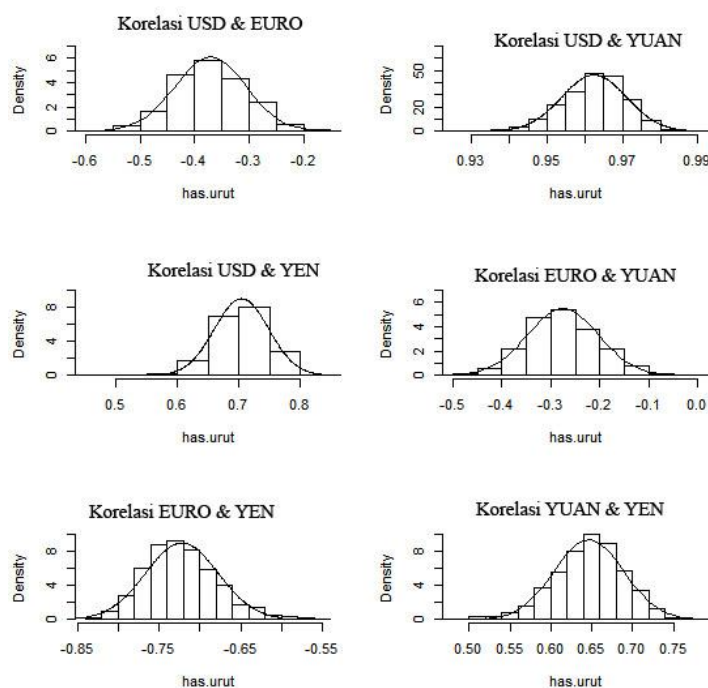 Korelasi USD & EURO
Density
0 2 4 6
-0.6 -0.5 -0.4 -0.3 -0.2
has.urut
Korelasi USD & YUAN
Density
0 20 50
0.93 0.95 0.97 0.99
has.urut
Korelasi USD & YEN
Density
0 4 8
0.5 0.6 0.7 0.8
has.urut
Korelasi EURO & YUAN
Density
0 2 4 6
-0.5 -0.4 -0.3 -0.2 -0.1 0.0
has.urut
Korelasi EURO & YEN
Density
0 4 8
-0.85 -0.75 -0.65 -0.55
has.urut
Korelasi YUAN & YEN
Density
0 4 8
0.50 0.55 0.60 0.65 0.70 0.75
has.urut